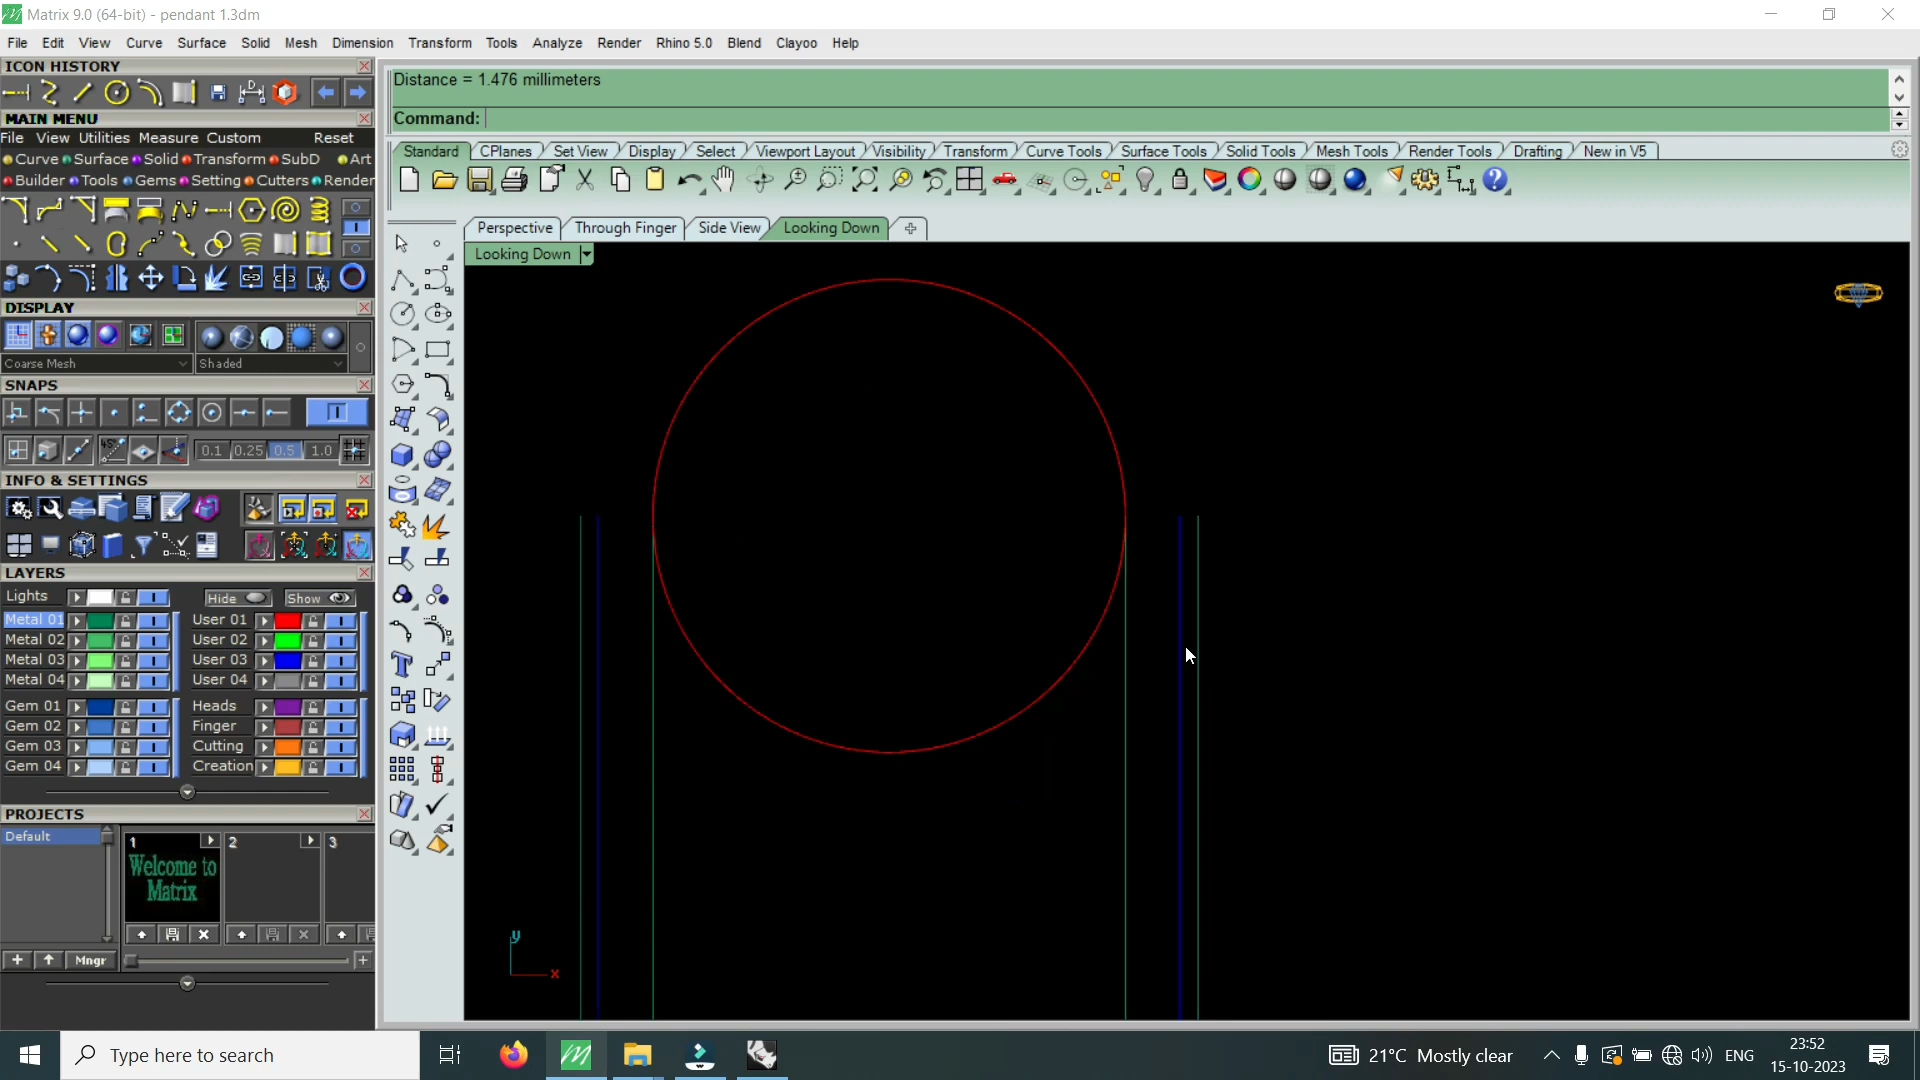 Matrix 9.0 (64-bit) - pendant 1.3dm
File Edit View Curve Surface Solid Mesh Dimension Transform Tools Analyze Render Rhino 5.0 Blend Clayoo Help
ICON HISTORY
MAIN MENU
File View Utilities Measure Custom Reset
Curve Surface Solid Transform SubD Art
Builder Tools Gems Setting Cutters Render
DISPLAY
Coarse Mesh Shaded
SNAPS
0.1 0.25 0.5 1.0
INFO & SETTINGS
LAYERS
Lights Hide Show
Metal 01 User 01
Metal 02 User 02
Metal 03 User 03
Metal 04 User 04
Gem 01 Heads
Gem 02 Finger
Gem 03 Cutting
Gem 04 Creation
PROJECTS
Default 1 2 3
Welcome to
Matrix
Mngr
Distance = 1.476 millimeters
Command:
Standard CPlanes Set View Display Select Viewport Layout Visibility Transform Curve Tools Surface Tools Solid Tools Mesh Tools Render Tools Drafting New in V5
Perspective Through Finger Side View Looking Down
Looking Down
y
x
Type here to search
21°C Mostly clear
ENG
23:52
15-10-2023